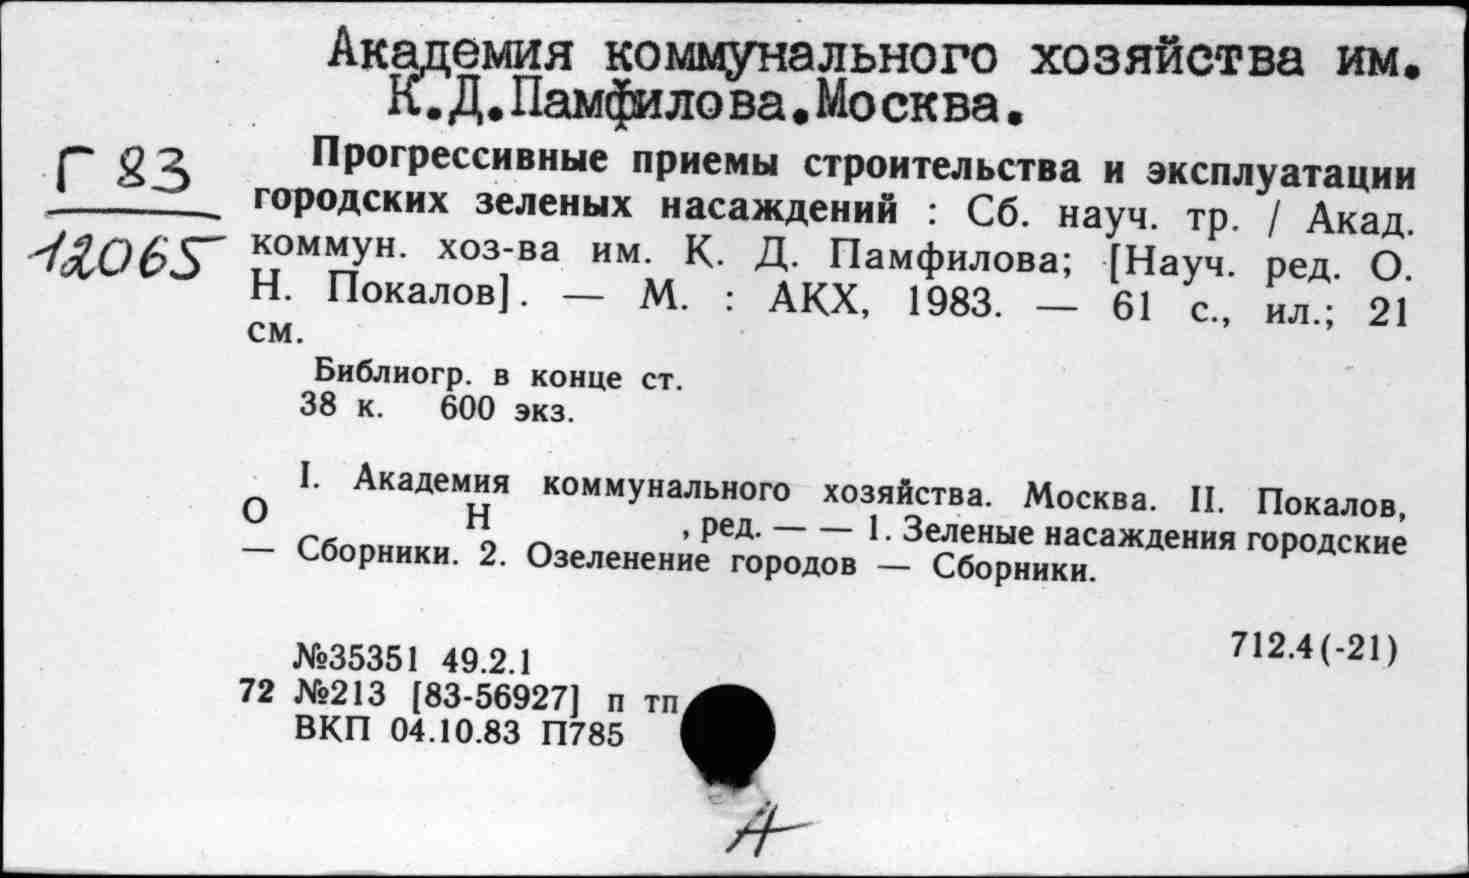 Академия коммунального хозяйства им.
К.Д.Памфилова.Москва.
Г 83
12065
Прогрессивные приемы строительства и эксплуатации
городских зеленых насаждений : Сб. науч. тр. / Акад.
коммун. хоз-ва им. К. Д. Памфилова; [Науч. ред. О.
Н. Покалов]. — М. : АКХ, 1983. — 61 с., ил.; 21
см.
Библиогр. в конце ст.
38 к. 600 экз.
I. Академия коммунального хозяйства. Москва. II. Покалов,
О Н , ред. — — 1. Зеленые насаждения городские
— Сборники. 2. Озеленение городов — Сборники.
712.4(-21)
№35351 49.2.1
72 №213 [83-56927] п тп
ВКП 04.10.83 П785
А